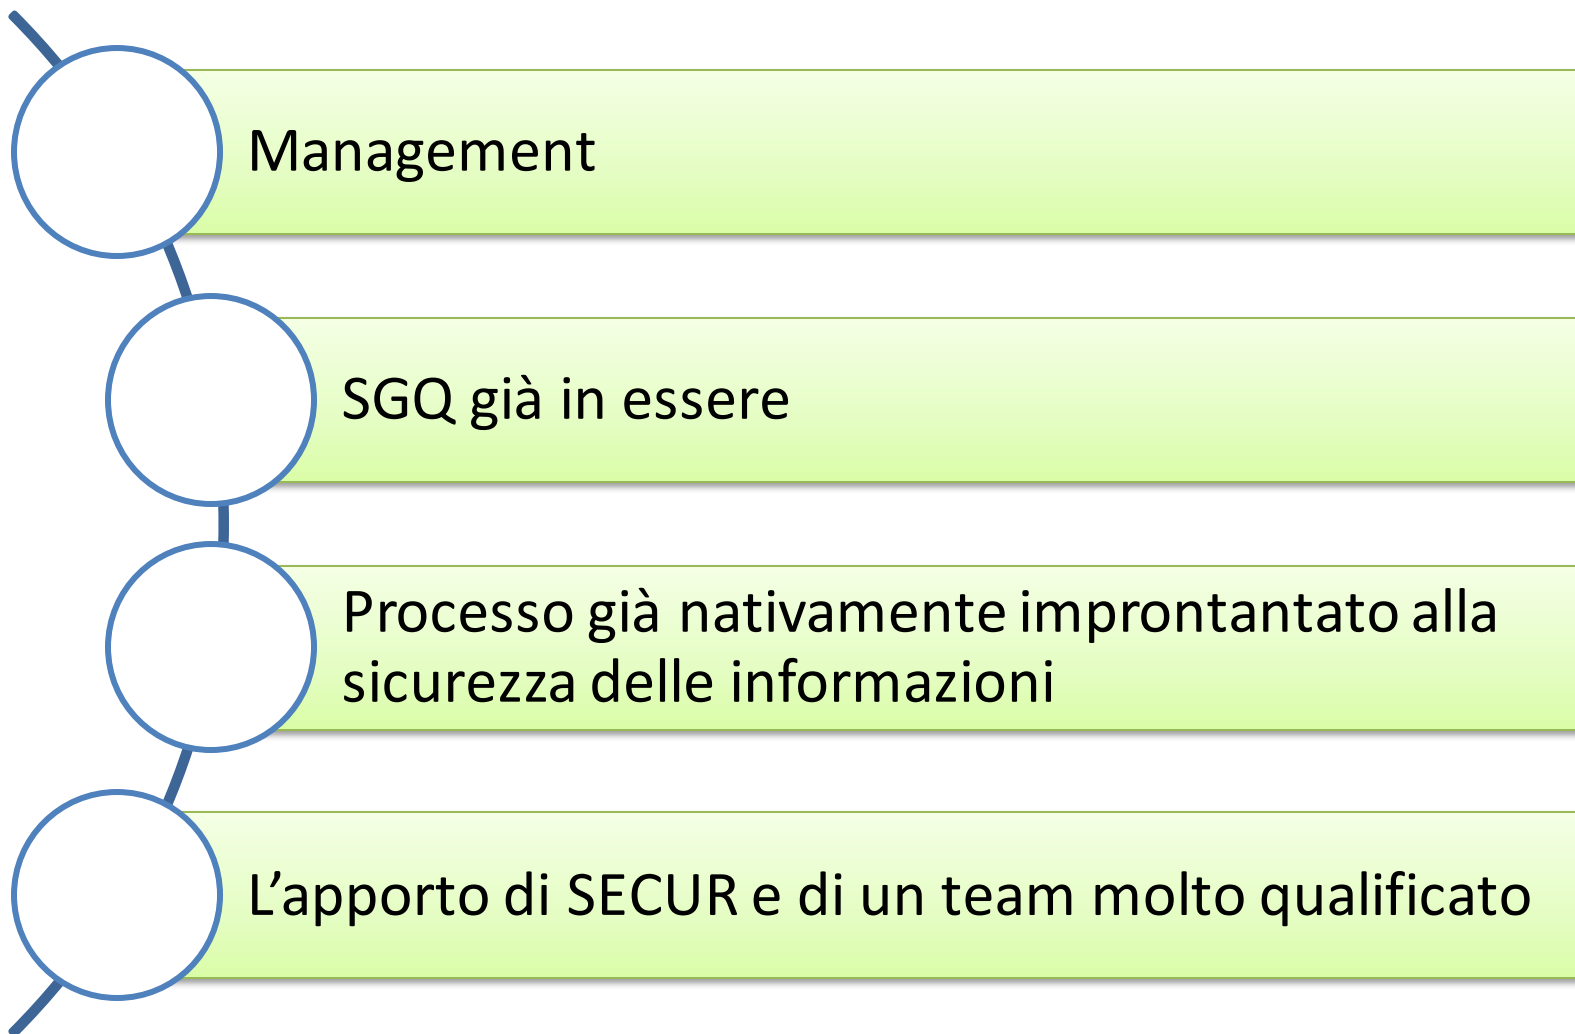 Management
SGQ già in essere
Processo già nativamente improntantato alla
sicurezza delle informazioni
L’apporto di SECUR e di un team molto qualificato